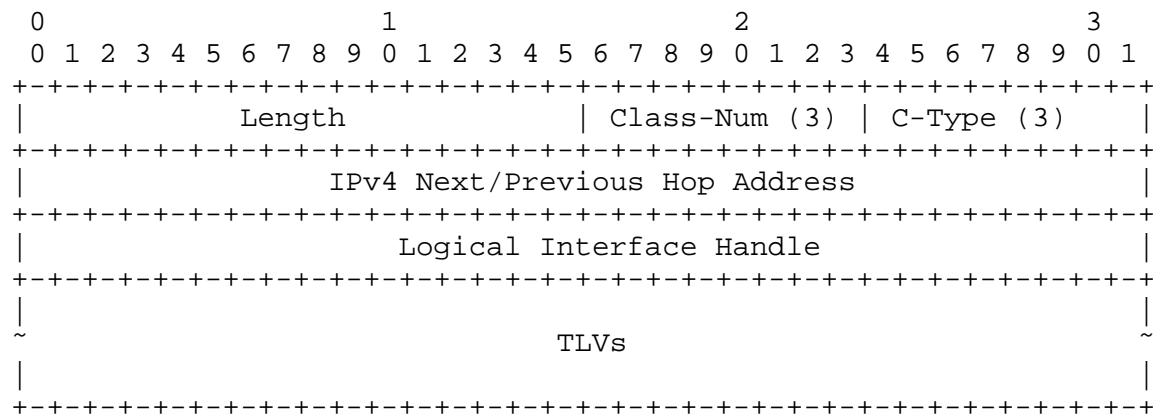 0                   1                   2                   3
 0 1 2 3 4 5 6 7 8 9 0 1 2 3 4 5 6 7 8 9 0 1 2 3 4 5 6 7 8 9 0 1
+-+-+-+-+-+-+-+-+-+-+-+-+-+-+-+-+-+-+-+-+-+-+-+-+-+-+-+-+-+-+-+-+
|            Length             | Class-Num (3) | C-Type (3)    |
+-+-+-+-+-+-+-+-+-+-+-+-+-+-+-+-+-+-+-+-+-+-+-+-+-+-+-+-+-+-+-+-+
|                 IPv4 Next/Previous Hop Address                |
+-+-+-+-+-+-+-+-+-+-+-+-+-+-+-+-+-+-+-+-+-+-+-+-+-+-+-+-+-+-+-+-+
|                     Logical Interface Handle                  |
+-+-+-+-+-+-+-+-+-+-+-+-+-+-+-+-+-+-+-+-+-+-+-+-+-+-+-+-+-+-+-+-+
|                                                               |
~                              TLVs                             ~
|                                                               |
+-+-+-+-+-+-+-+-+-+-+-+-+-+-+-+-+-+-+-+-+-+-+-+-+-+-+-+-+-+-+-+-+